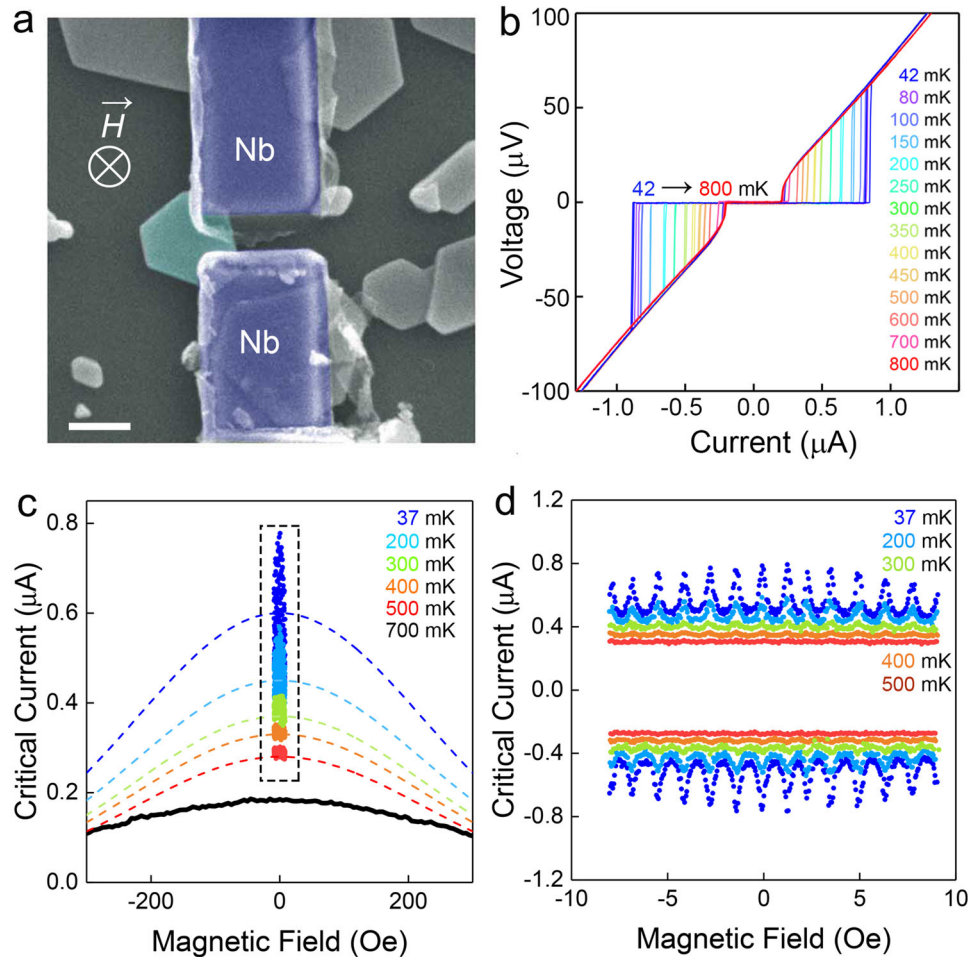 a
H
Nb
Nb
b
Voltage (μV)
100
50
0
-50
-100
42 → 800 mK
42 mK
80 mK
100 mK
150 mK
200 mK
250 mK
300 mK
350 mK
400 mK
450 mK
500 mK
600 mK
700 mK
800 mK
-1.0 -0.5 0.0 0.5 1.0
Current (μA)
c
Critical Current (μA)
0.8
0.6
0.4
0.2
0.0
37 mK
200 mK
300 mK
400 mK
500 mK
700 mK
-200 0 200
Magnetic Field (Oe)
d
Critical Current (μA)
1.2
0.8
0.4
0.0
-0.4
-0.8
-1.2
37 mK
200 mK
300 mK
400 mK
500 mK
-10 -5 0 5 10
Magnetic Field (Oe)